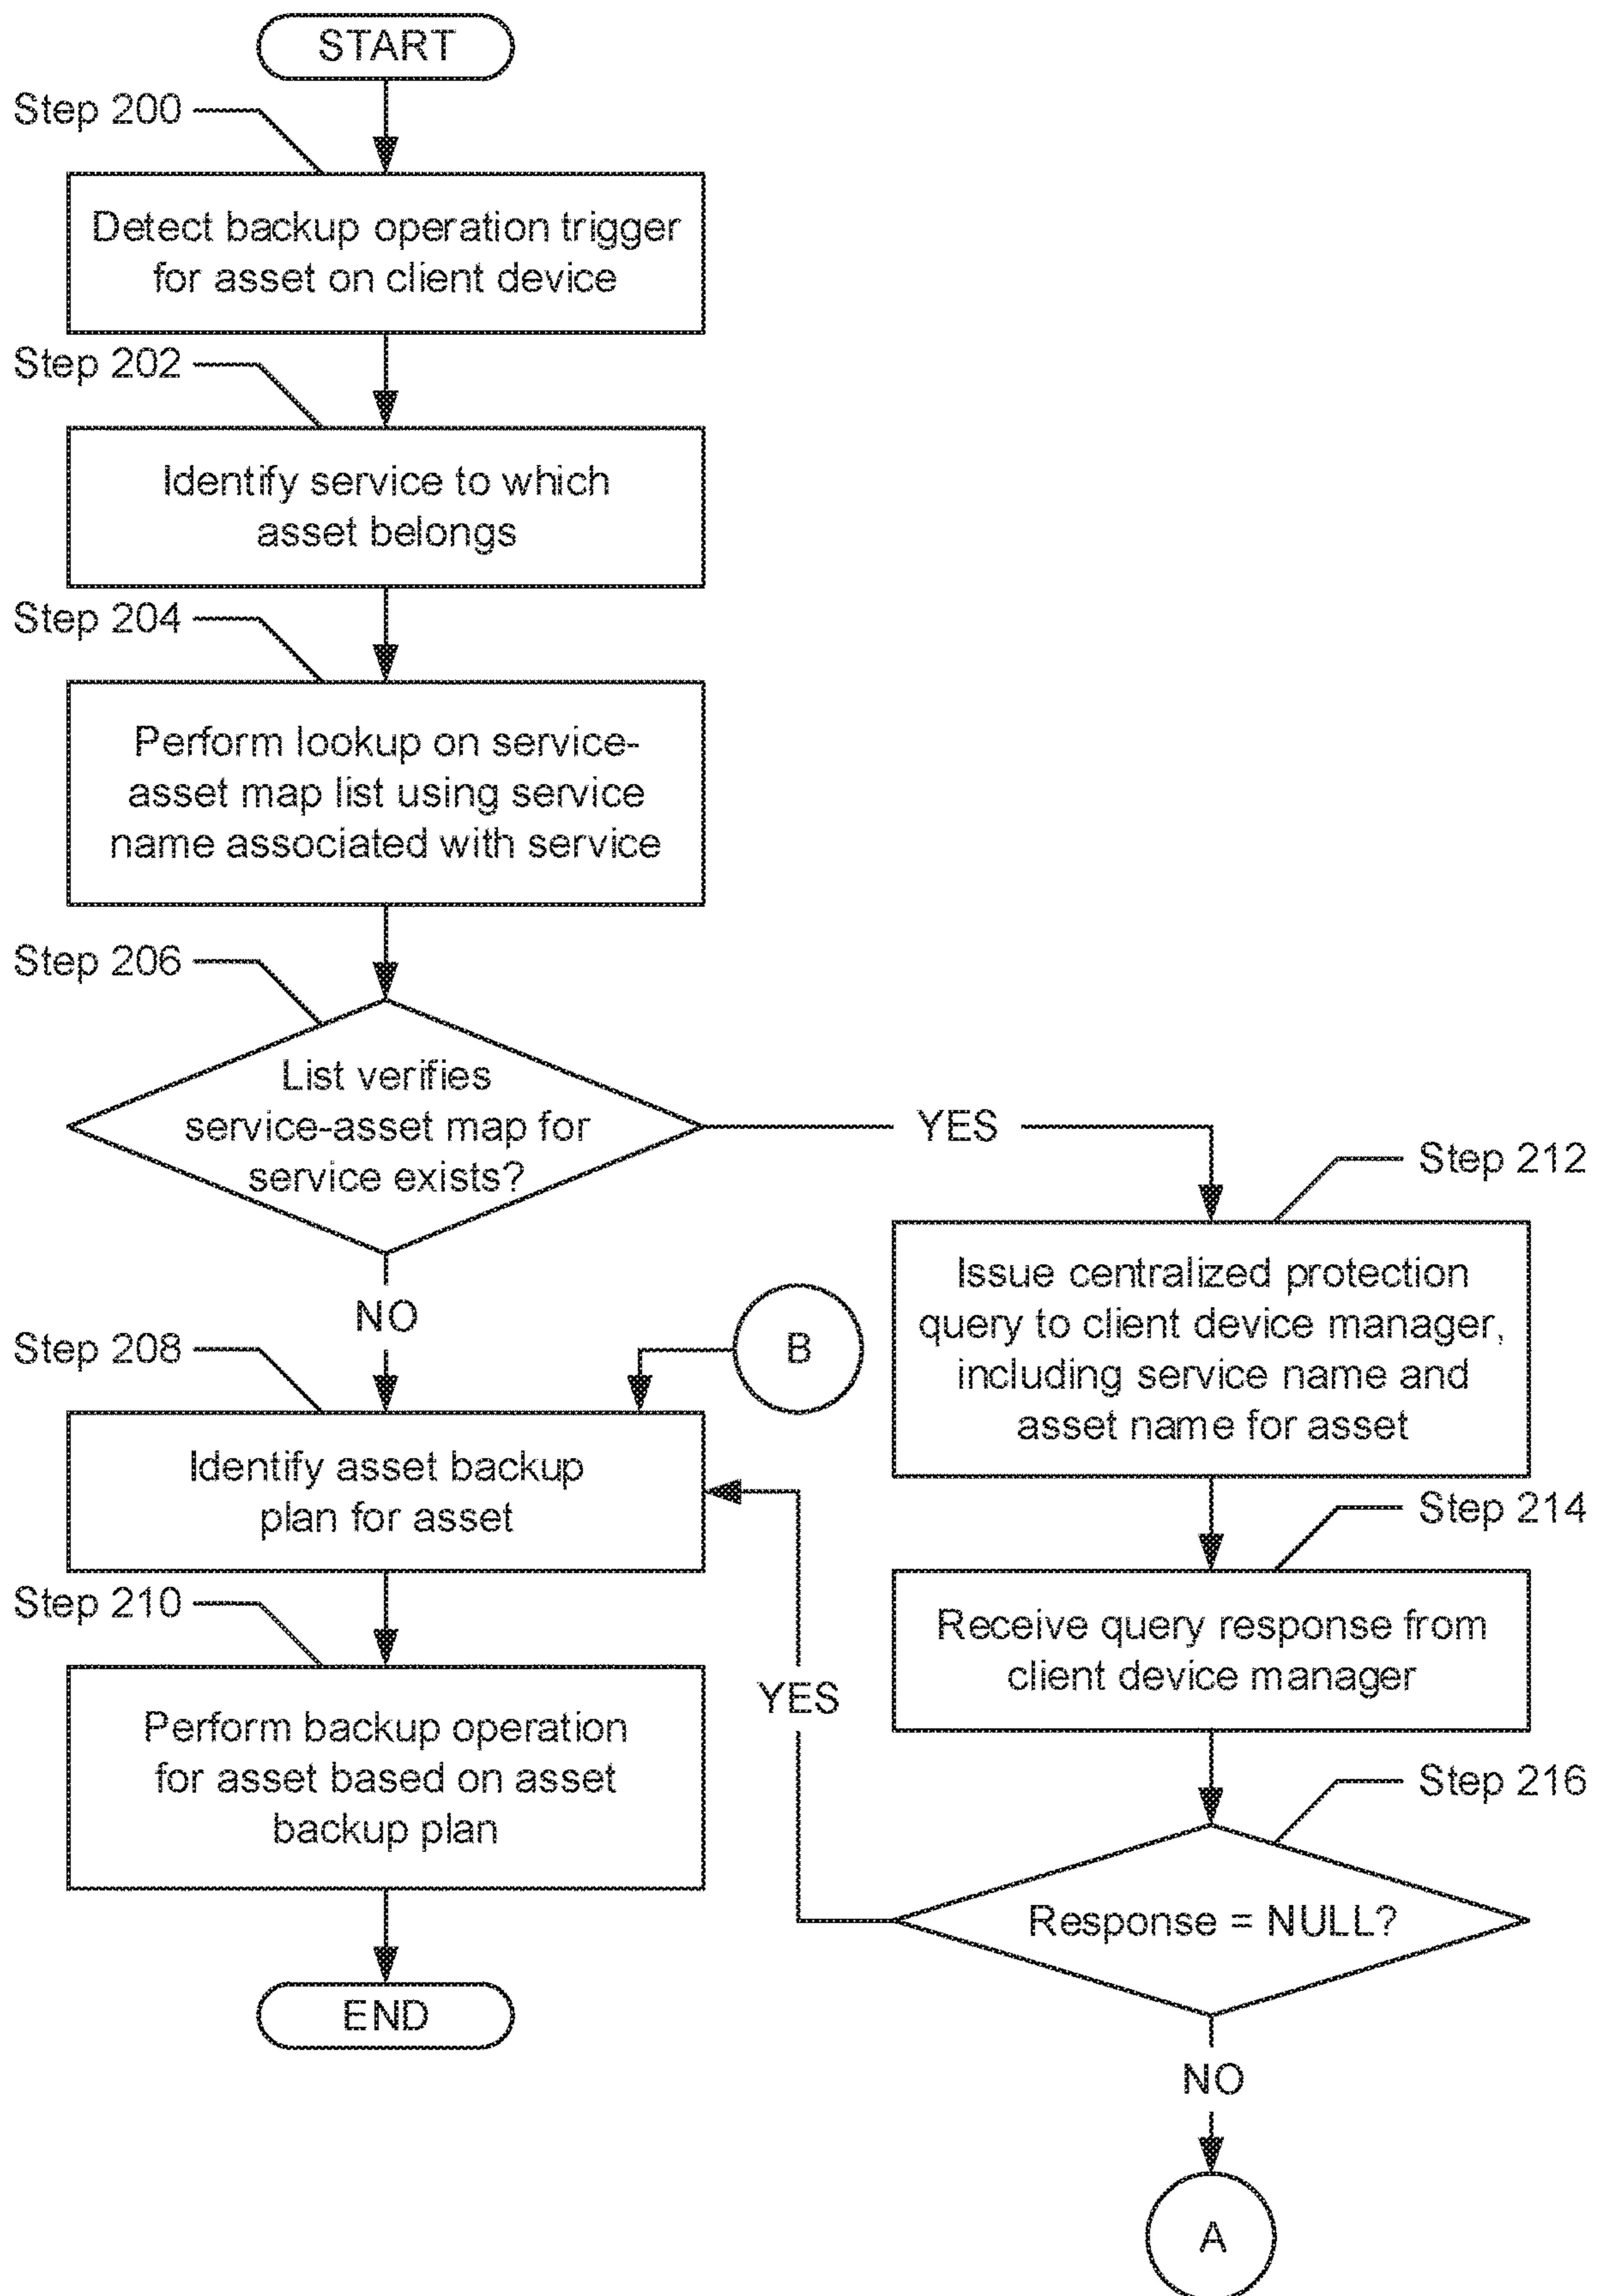 START
Step 200
Detect backup operation trigger
for asset on client device
Step 202
Identify service to which
asset belongs
Step 204
Perform lookup on service-
asset map list using service
name associated with service
Step 206
List verifies
service-asset map for
service exists?
YES
Step 212
Issue centralized protection
query to client device manager,
including service name and
asset name for asset
NO
B
Step 208
Identify asset backup
plan for asset
Step 214
Receive query response from
client device manager
Step 210
Perform backup operation
for asset based on asset
backup plan
YES
Step 216
Response = NULL?
END
NO
A